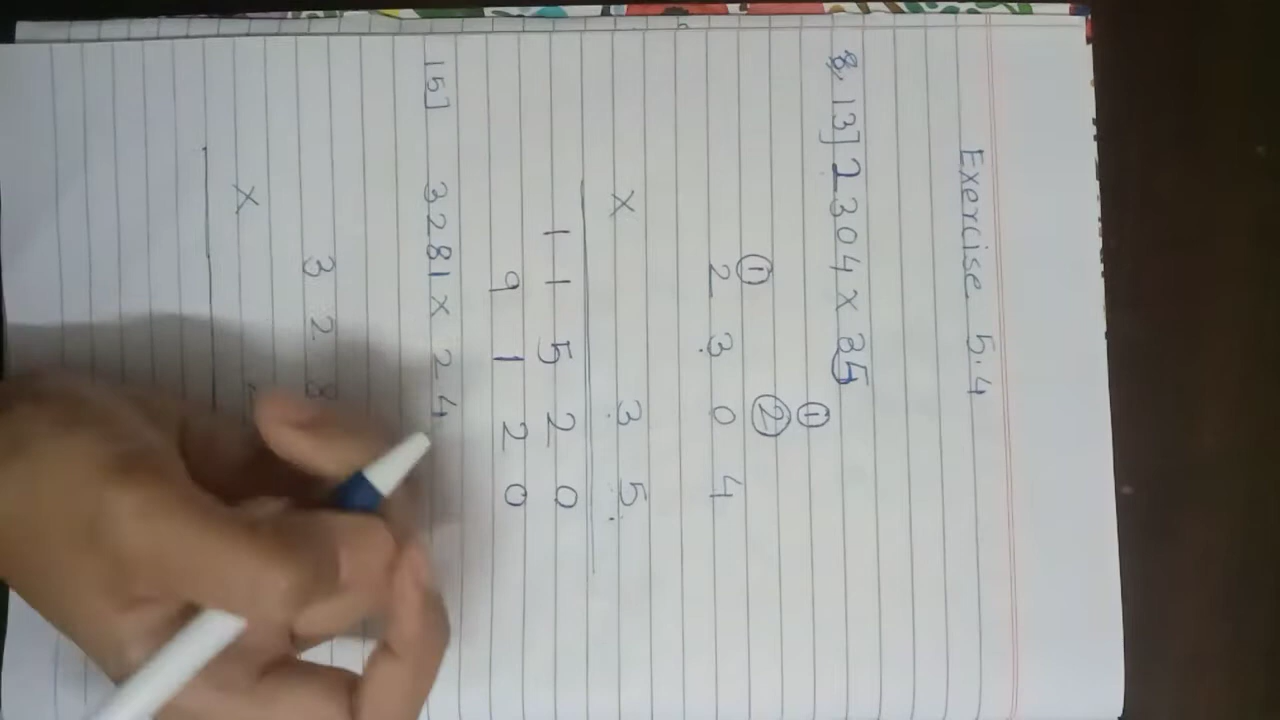 Exercise 5.4
13] 2304 x 35
①
① ②
2 3 0 4
x 3 5
1 1 5 2 0
9 1 2 0
15] 3281 x 24
3 2 8
x